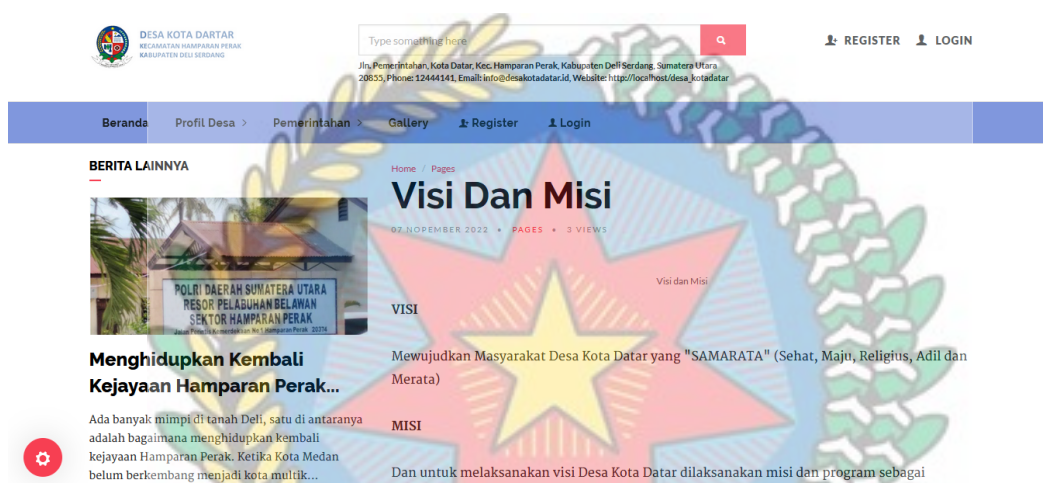 DESA KOTA DARTAR
KECAMATAN HAMPARAN PERAK
KABUPATEN DELI SERDANG
Type something here
Jln. Pemerintahan, Kota Datar, Kec. Hamparan Perak, Kabupaten Deli Serdang, Sumatera Utara
20855, Phone: 12444141, Email: info@desakotadatar.id, Website: http://localhost/desa_kotadatar
REGISTER LOGIN
Beranda Profil Desa > Pemerintahan > Gallery Register Login
BERITA LAINNYA
POLRI DAERAH SUMATERA UTARA
RESOR PELABUHAN BELAWAN
SEKTOR HAMPARAN PERAK
Menghidupkan Kembali
Kejayaan Hamparan Perak...
Ada banyak mimpi di tanah Deli, satu di antaranya
adalah bagaimana menghidupkan kembali
kejayaan Hamparan Perak. Ketika Kota Medan
belum berkembang menjadi kota multik...
Home / Pages
Visi Dan Misi
07 NOPEMBER 2022 • PAGES • 3 VIEWS
Visi dan Misi
VISI
Mewujudkan Masyarakat Desa Kota Datar yang "SAMARATA" (Sehat, Maju, Religius, Adil dan
Merata)
MISI
Dan untuk melaksanakan visi Desa Kota Datar dilaksanakan misi dan program sebagai